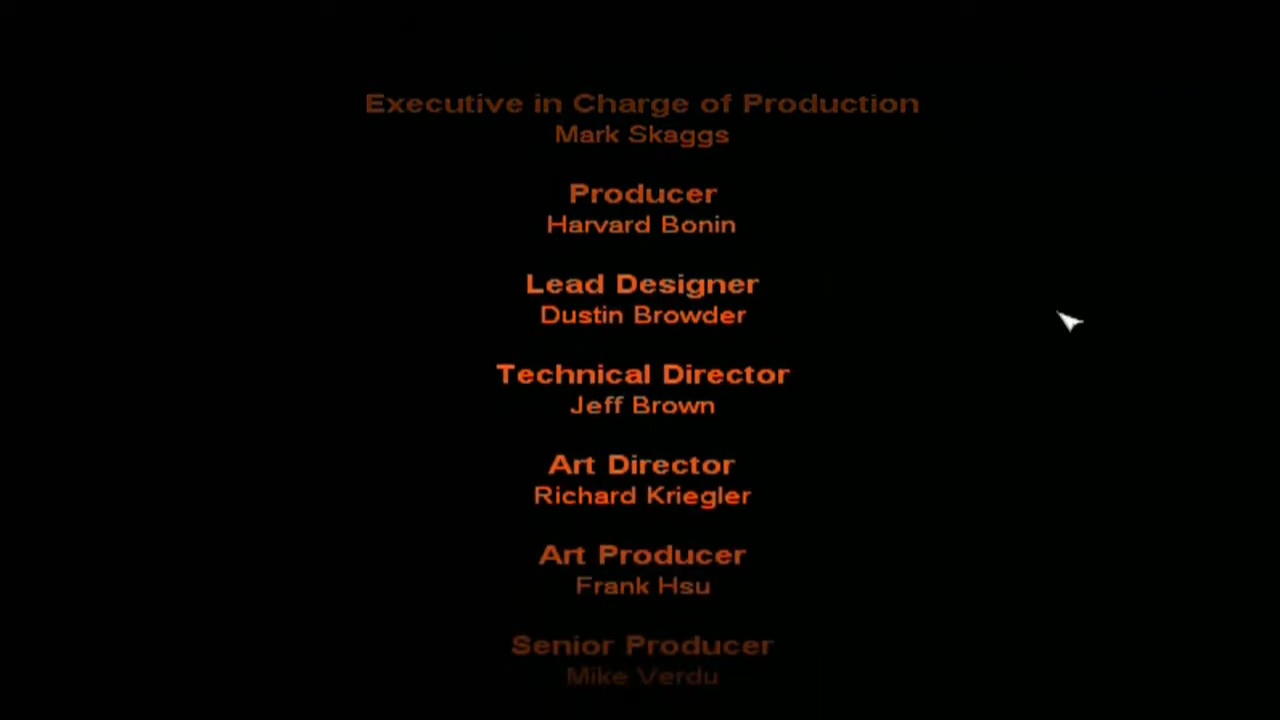 Executive in Charge of Production
Mark Skaggs
Producer
Harvard Bonin
Lead Designer
Dustin Browder
Technical Director
Jeff Brown
Art Director
Richard Kriegler
Art Producer
Frank Hsu
Senior Producer
Mike Verdu